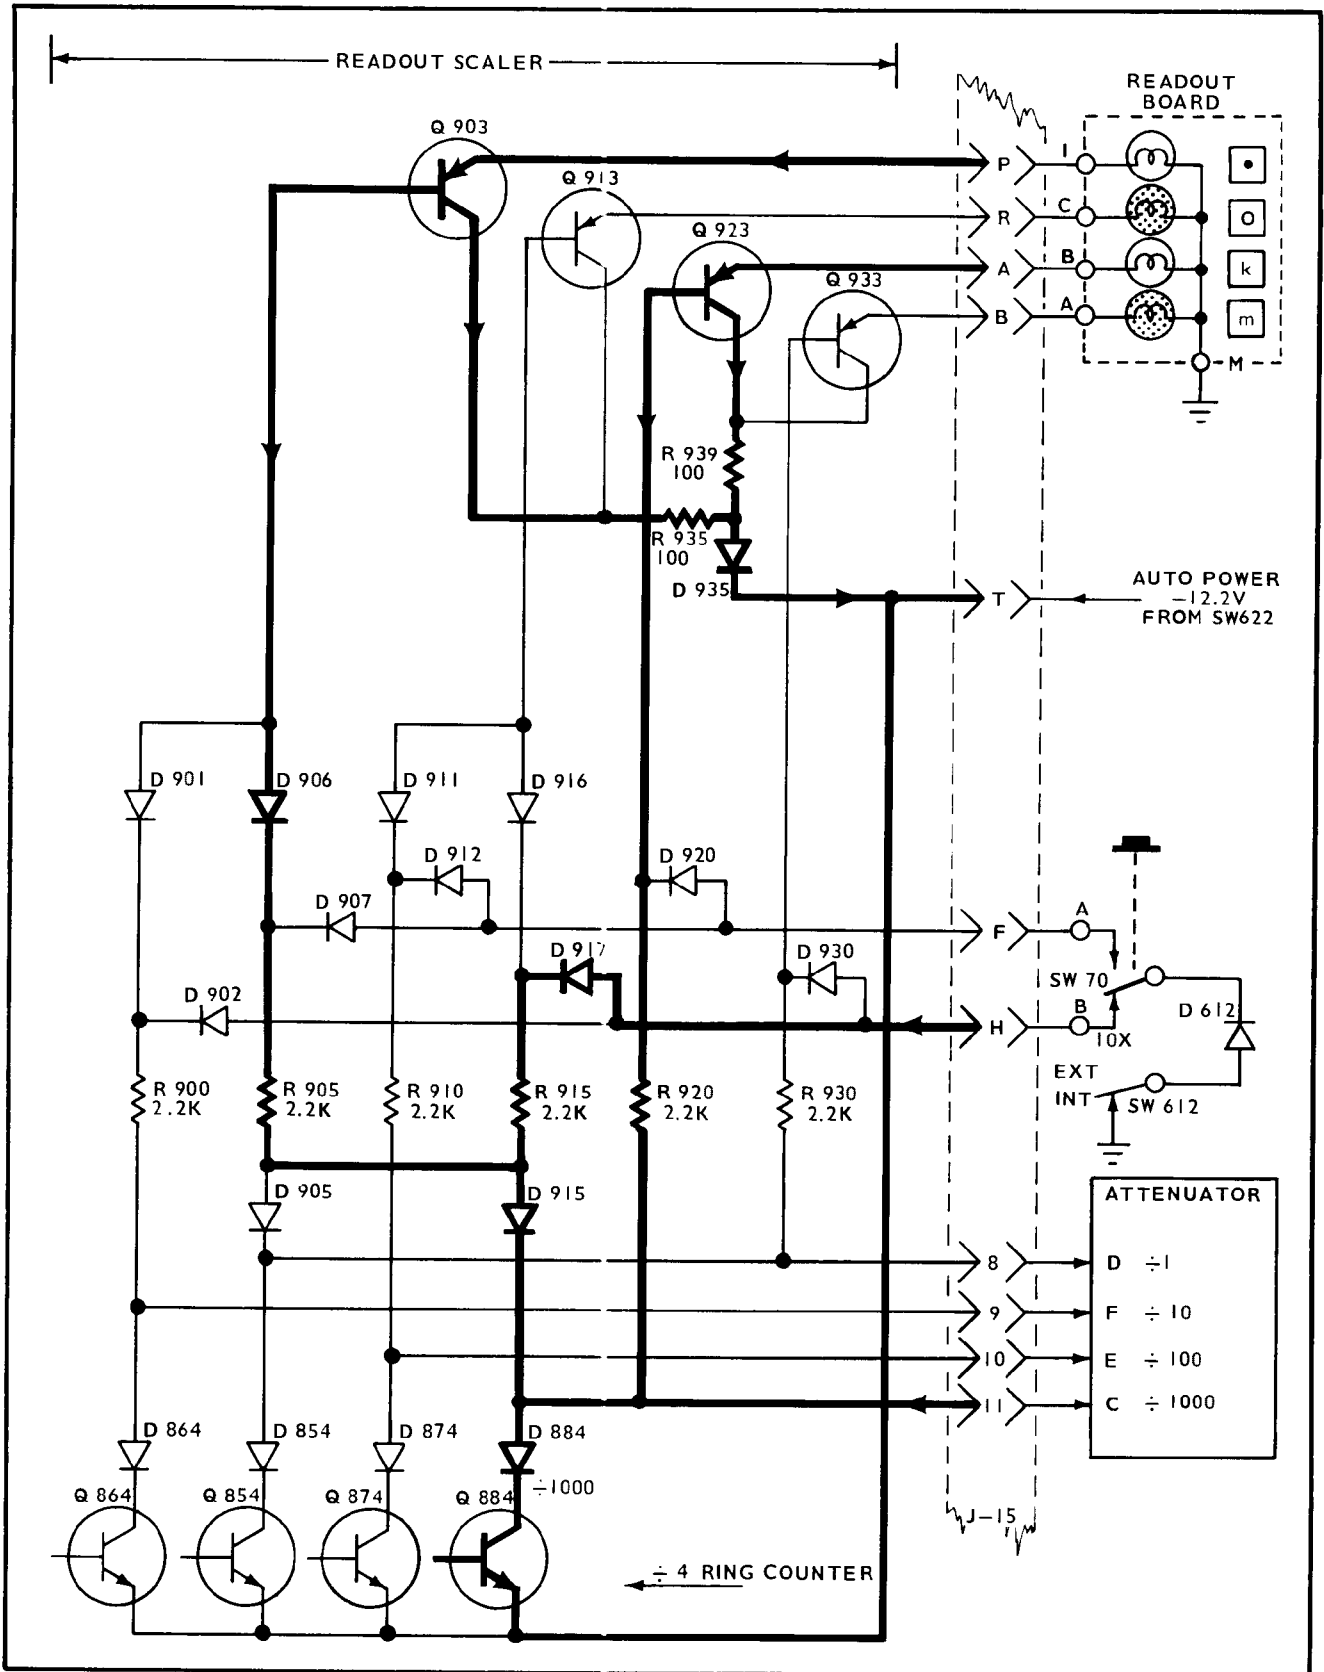 READOUT SCALER
READOUT
BOARD
Q 903
Q 913
Q 923
Q 933
P
I
R
C
O
A
B
k
B
A
m
M
R 939
100
R 935
100
D 935
T
AUTO POWER
-12.2V
FROM SW622
D 901
D 906
D 911
D 916
D 912
D 920
D 907
F
A
D 917
D 930
SW 70
D 902
H
B
10X
D 612
EXT
INT
SW 612
R 900
2.2K
R 905
2.2K
R 910
2.2K
R 915
2.2K
R 920
2.2K
R 930
2.2K
D 905
D 915
ATTENUATOR
8
D ÷1
9
F ÷ 10
10
E ÷ 100
11
C ÷ 1000
D 864
D 854
D 874
D 884
÷1000
Q 864
Q 854
Q 874
Q 884
J-15
÷ 4 RING COUNTER